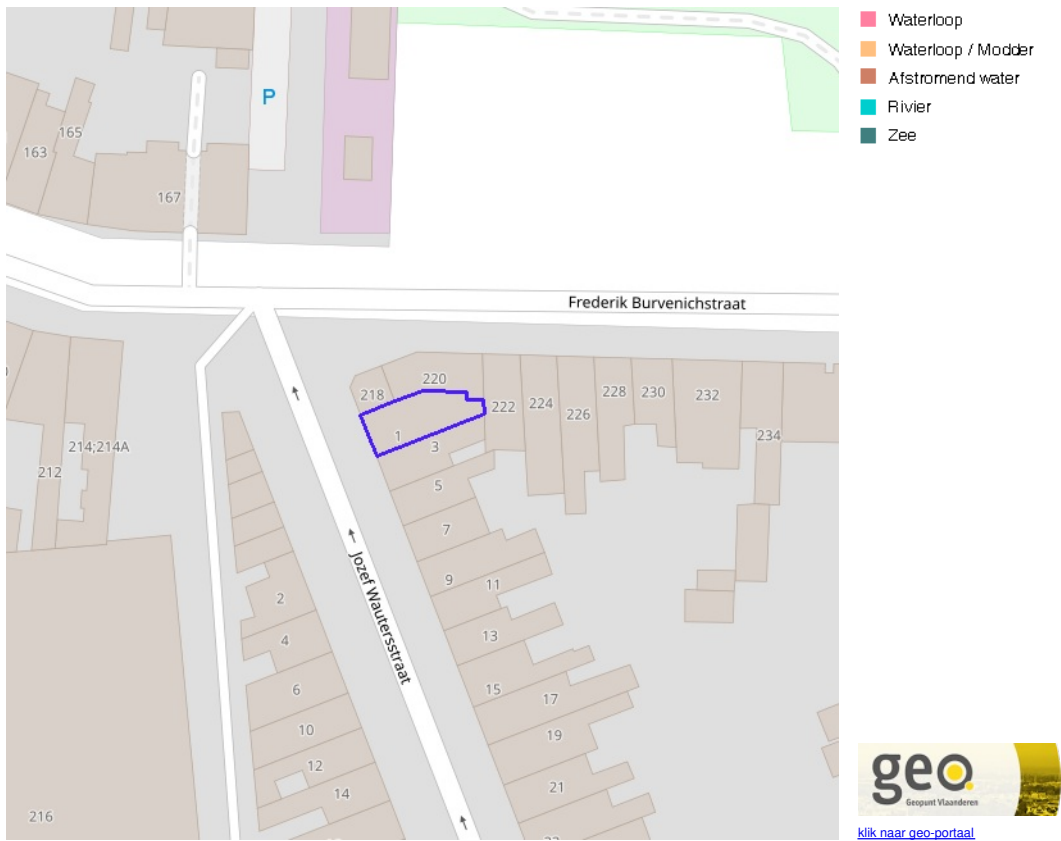 Waterloop
Waterloop / Modder
Afstromend water
Rivier
Zee
P
165
163
167
Frederik Burvenichstraat
218
220
222
224
226
228
230
232
234
214;214A
212
1
3
5
7
9
11
13
15
17
19
21
2
4
6
10
12
14
216
Jozef Wautersstraat
geo
Geopunt Vlaanderen
klik naar geo-portaal